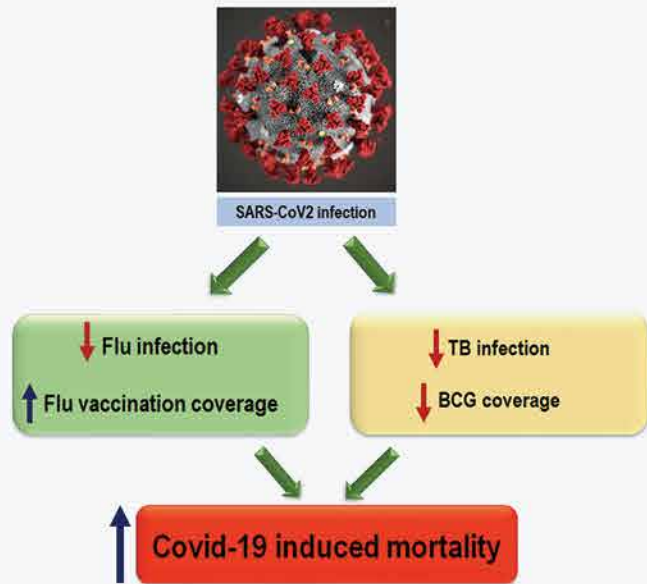 SARS-CoV2 infection
Flu infection
Flu vaccination coverage
TB infection
BCG coverage
Covid-19 induced mortality